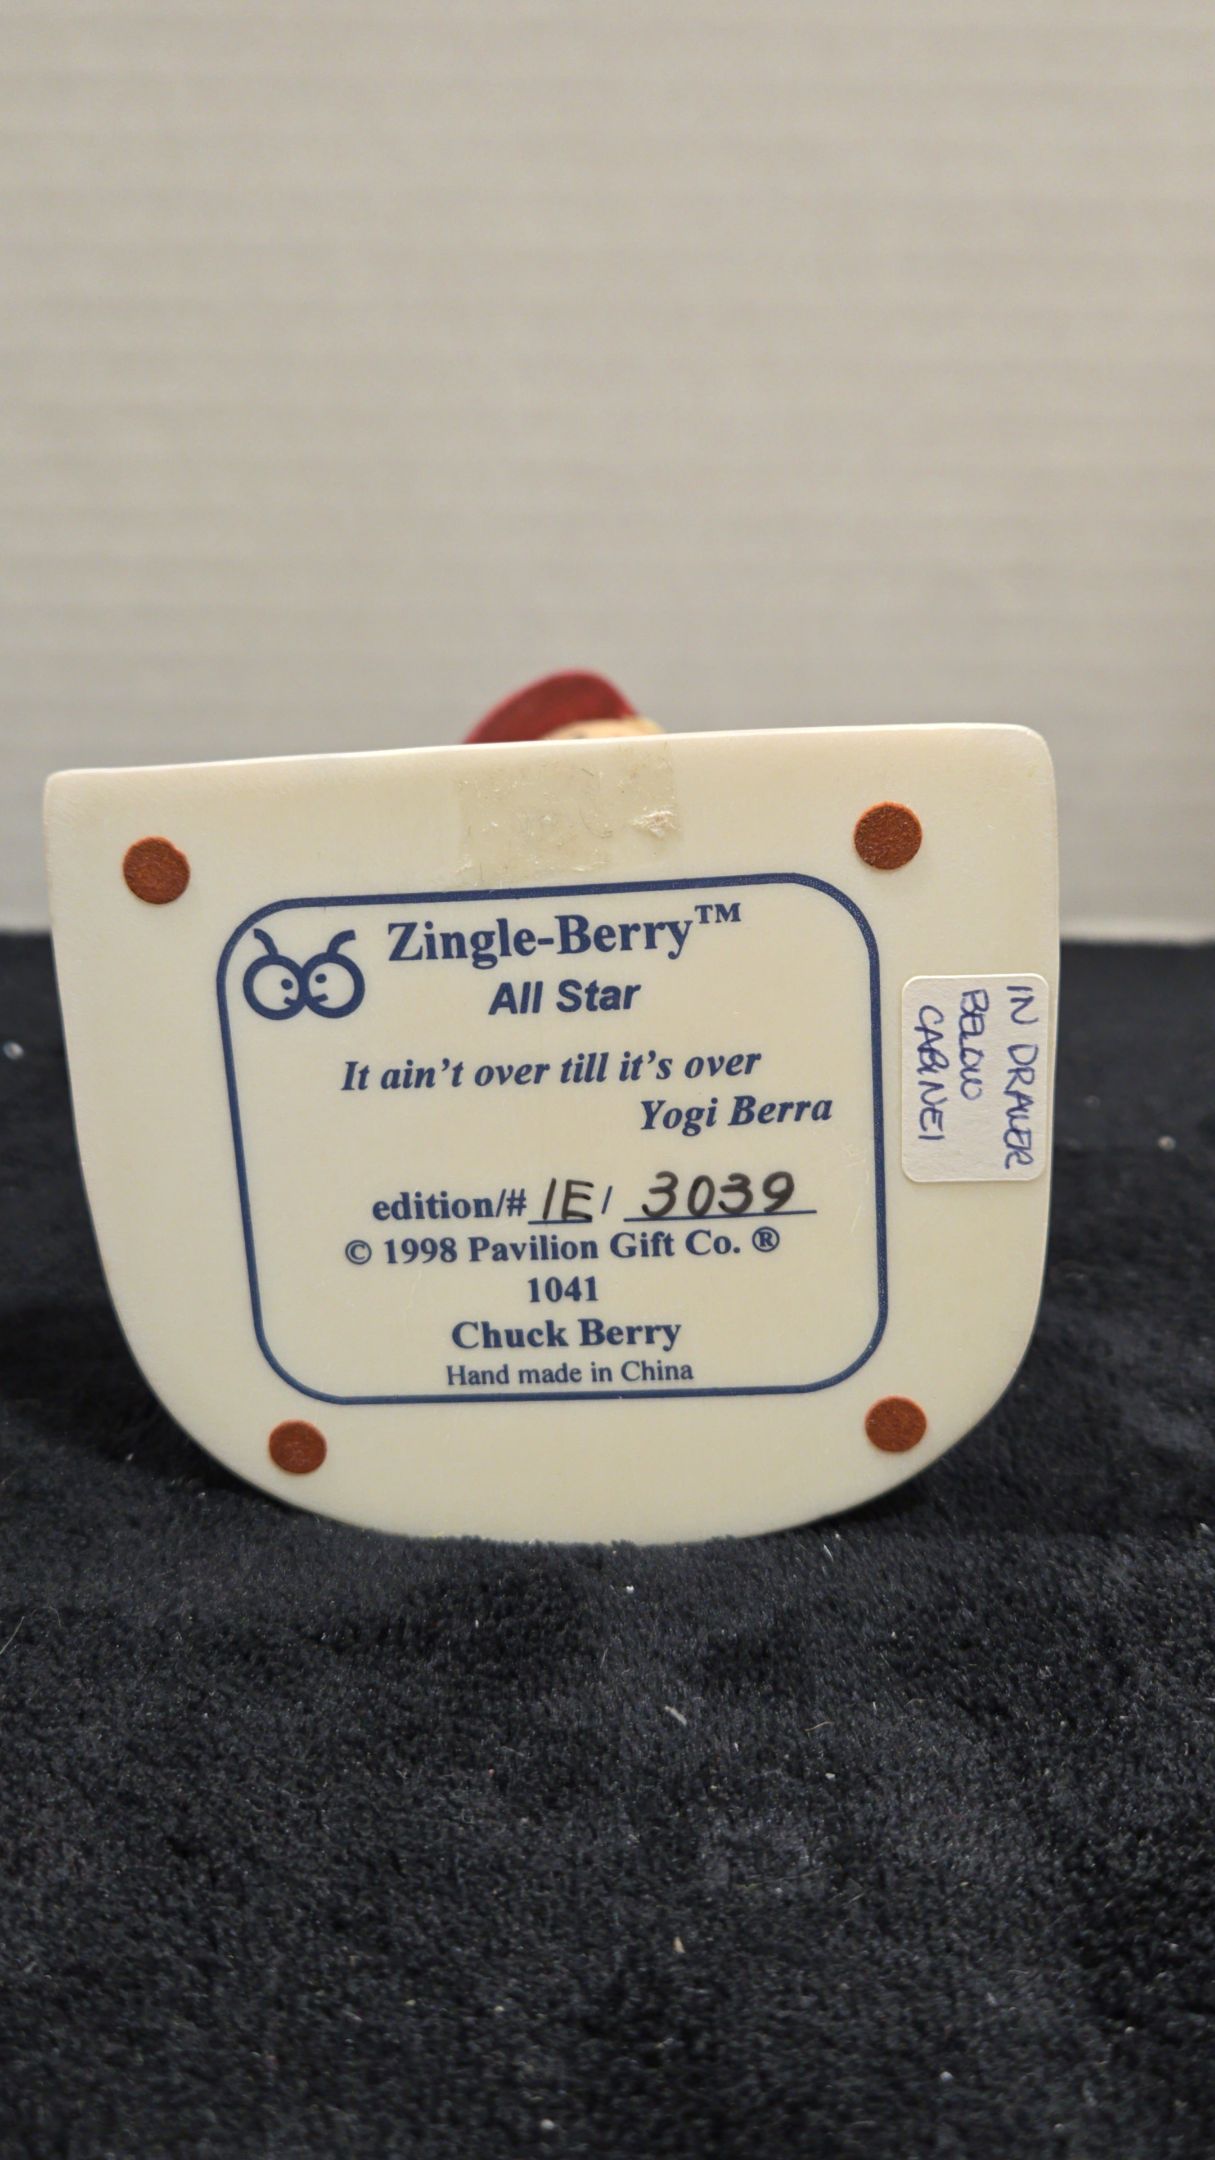 Zingle-Berry™
All Star
It ain't over till it's over
Yogi Berra
edition/# 1E / 3039
© 1998 Pavilion Gift Co. ®
1041
Chuck Berry
Hand made in China
IN DRAWER
BELOW
CABINET